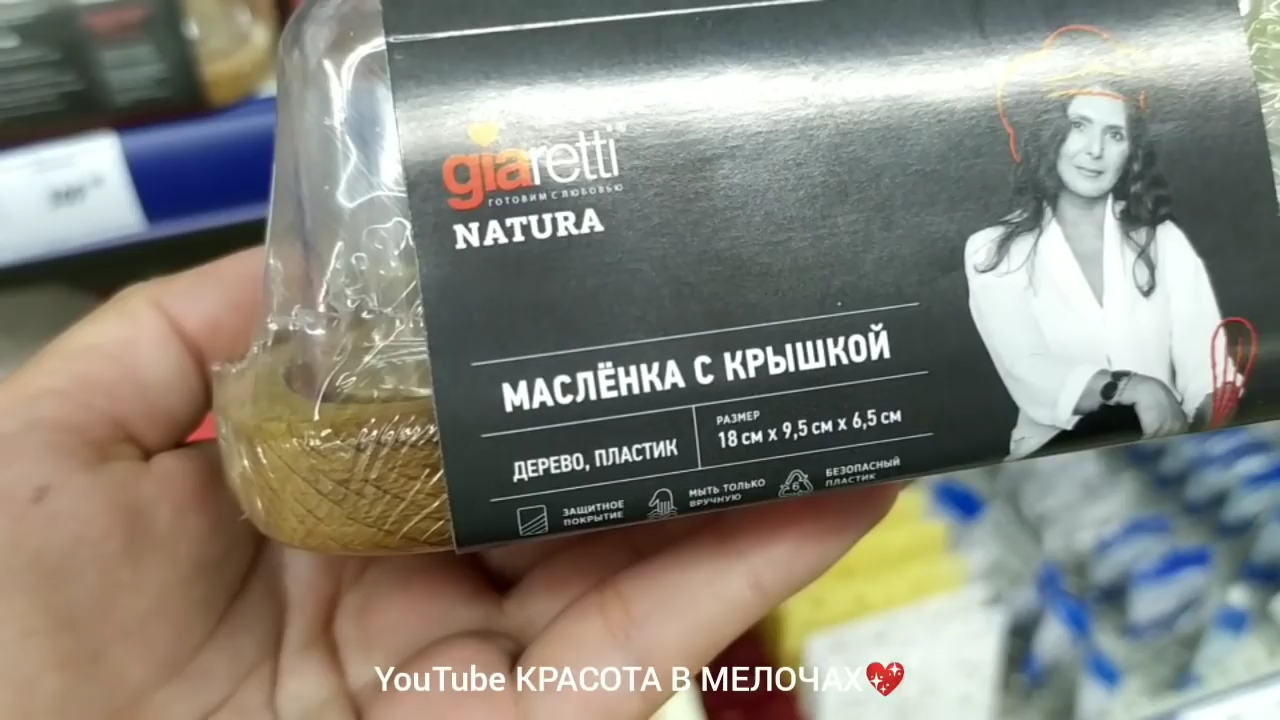 giaretti
ГОТОВИМ С ЛЮБОВЬЮ
NATURA
МАСЛЁНКА С КРЫШКОЙ
ДЕРЕВО, ПЛАСТИК
РАЗМЕР
18 см х 9,5 см х 6,5 см
ЗАЩИТНОЕ
ПОКРЫТИЕ
МЫТЬ ТОЛЬКО
ВРУЧНУЮ
6
БЕЗОПАСНЫЙ
ПЛАСТИК
YouTube КРАСОТА В МЕЛОЧАХ💖